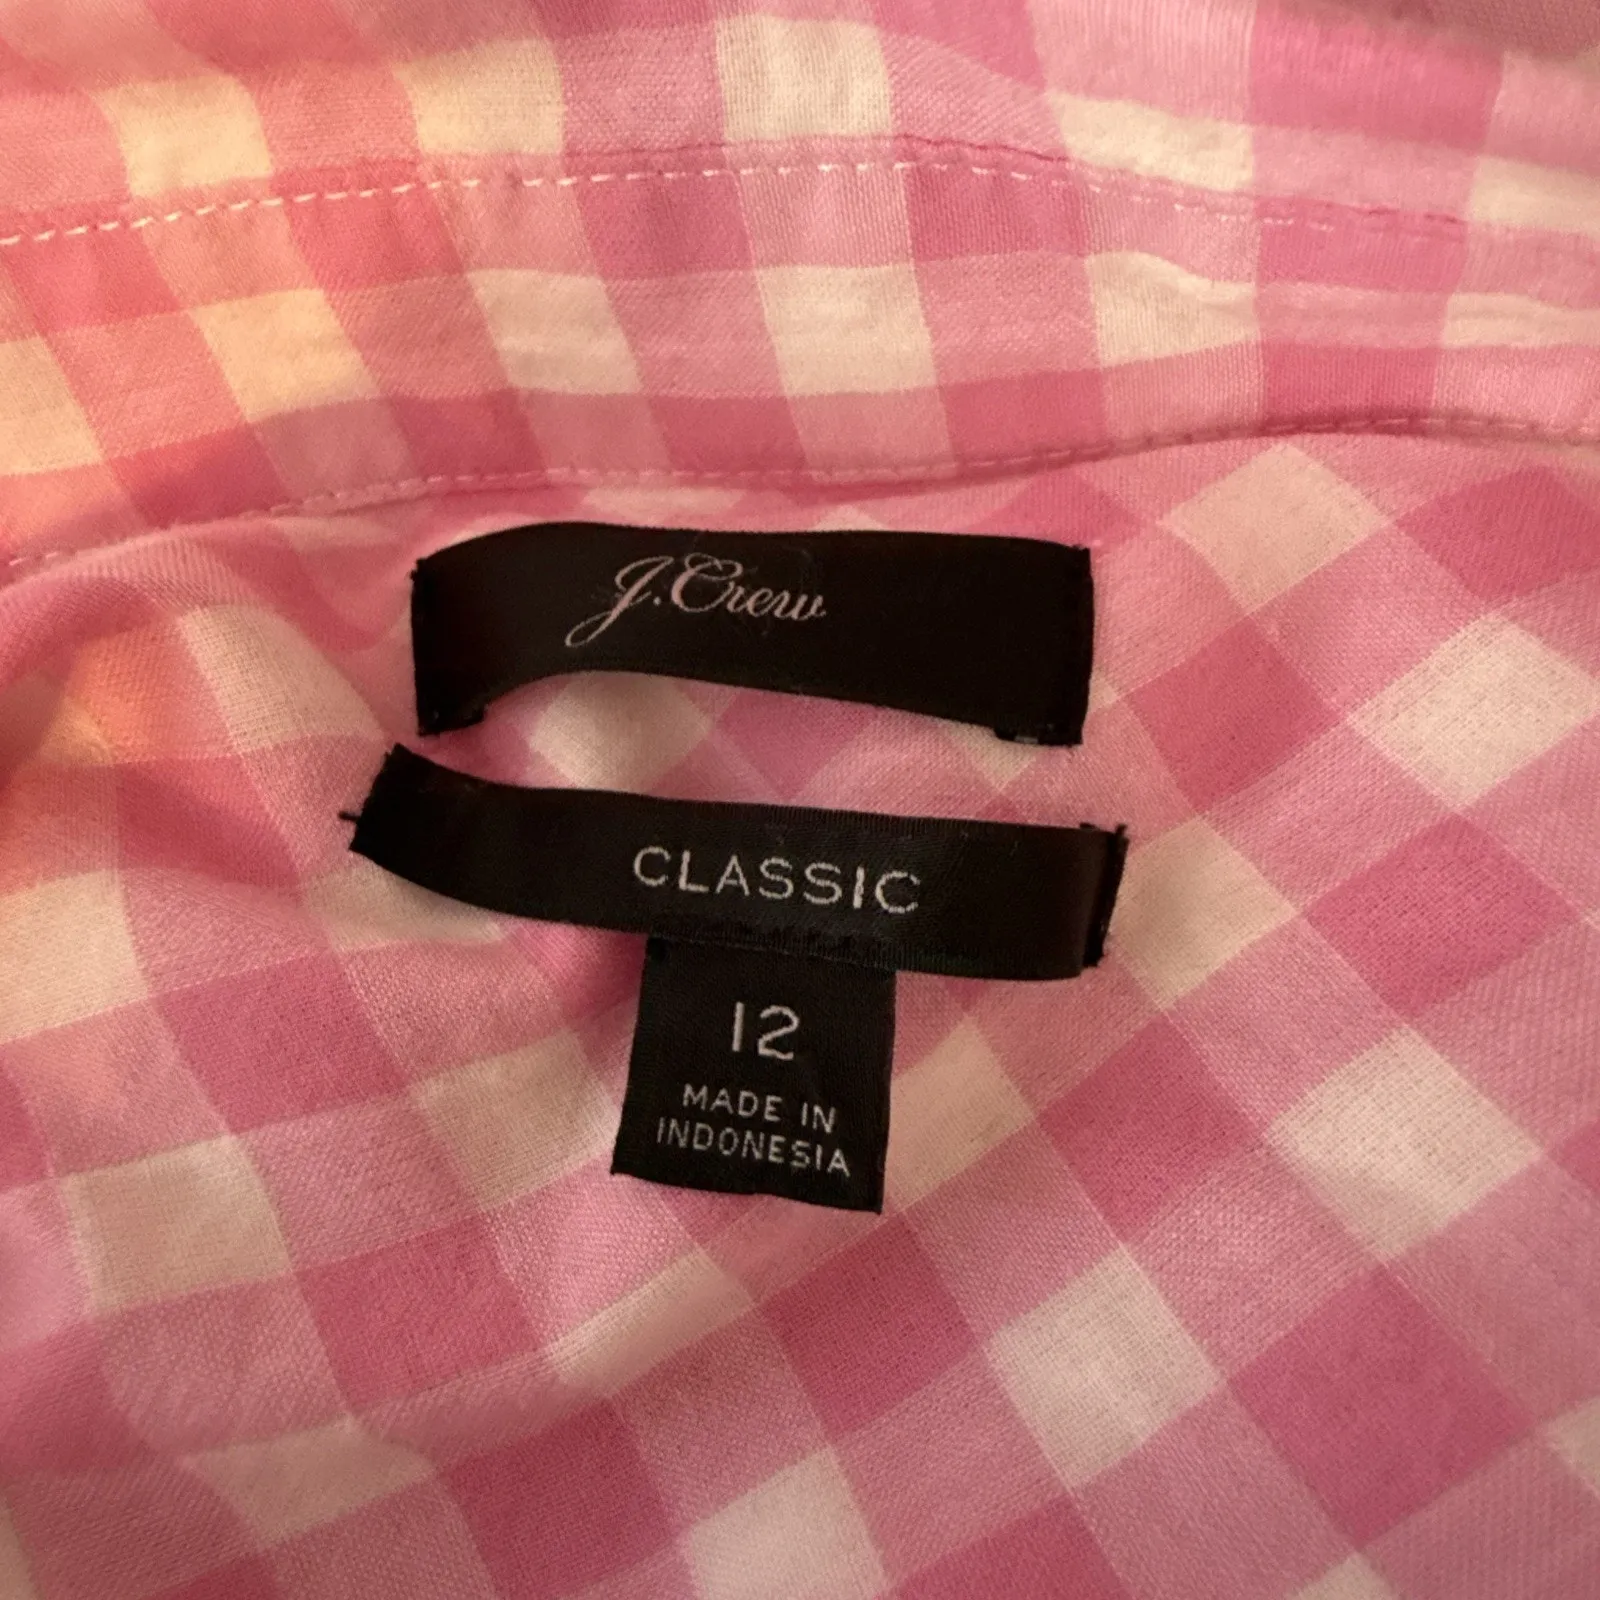 J.Crew
CLASSIC
12
MADE IN
INDONESIA